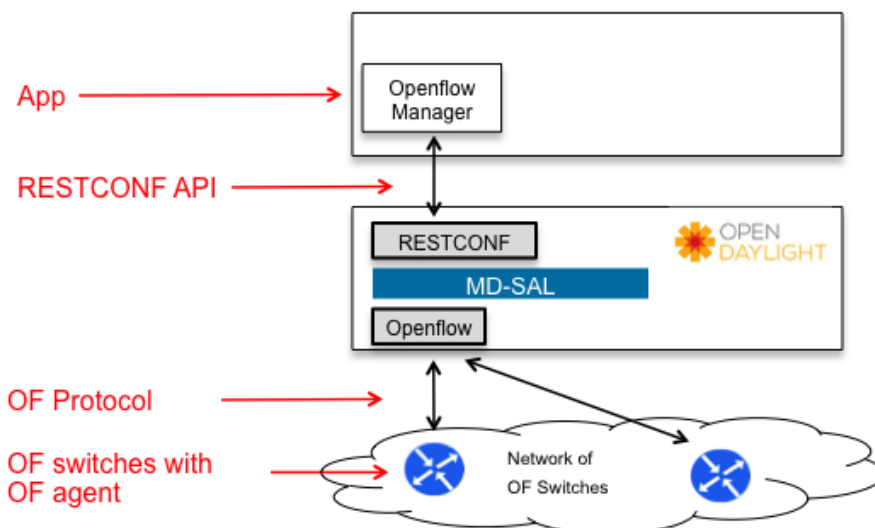 App
Openflow
Manager
RESTCONF API
RESTCONF
OPEN
DAYLIGHT
MD-SAL
Openflow
OF Protocol
OF switches with
OF agent
Network of
OF Switches